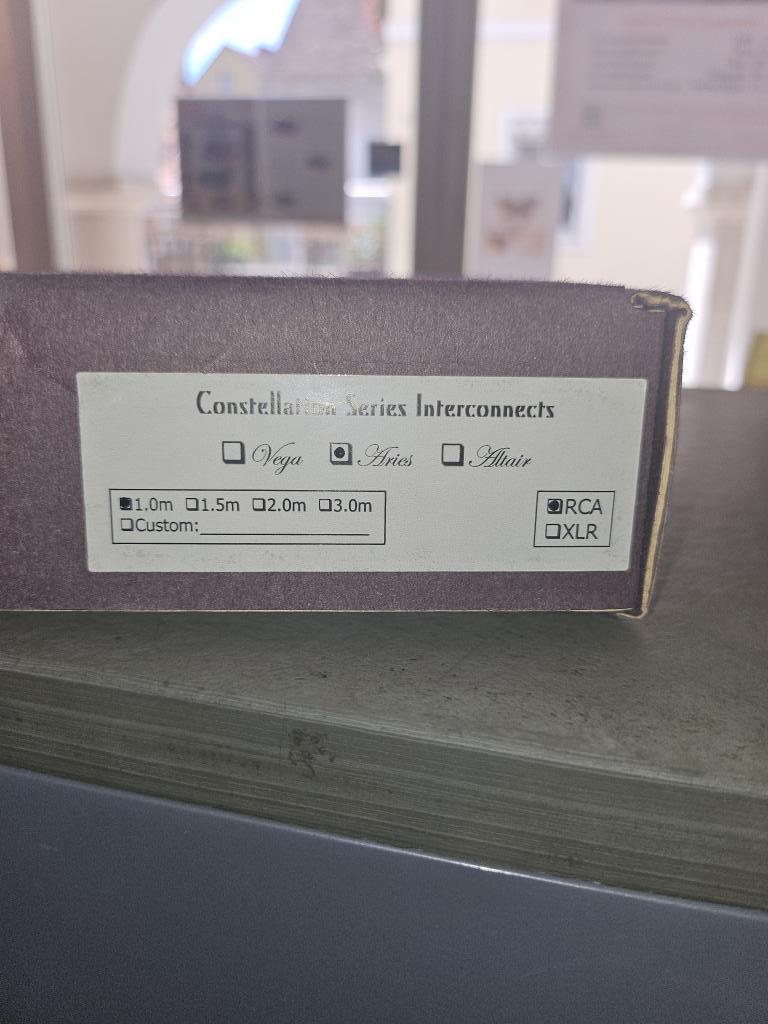 Constellation Series Interconnects
☐ Vega ☑ Aries ☐ Altair
☑1.0m ☐1.5m ☐2.0m ☐3.0m
☐Custom:
☑RCA
☐XLR